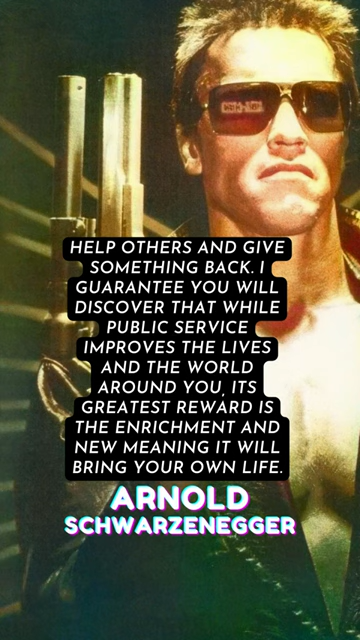 HELP OTHERS AND GIVE
SOMETHING BACK. I
GUARANTEE YOU WILL
DISCOVER THAT WHILE
PUBLIC SERVICE
IMPROVES THE LIVES
AND THE WORLD
AROUND YOU, ITS
GREATEST REWARD IS
THE ENRICHMENT AND
NEW MEANING IT WILL
BRING YOUR OWN LIFE.
ARNOLD
SCHWARZENEGGER